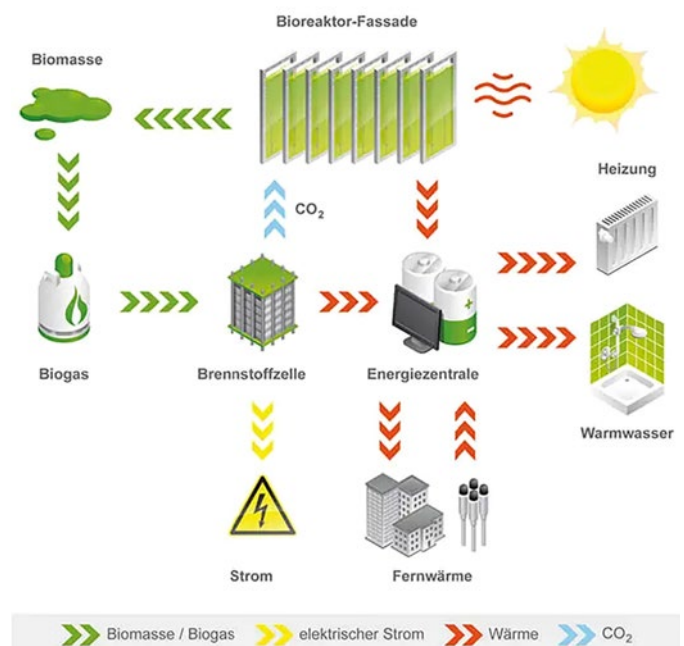 Bioreaktor-Fassade
Biomasse
Heizung
CO₂
Biogas
Brennstoffzelle
Energiezentrale
Warmwasser
Strom
Fernwärme
Biomasse / Biogas
elektrischer Strom
Wärme
CO₂